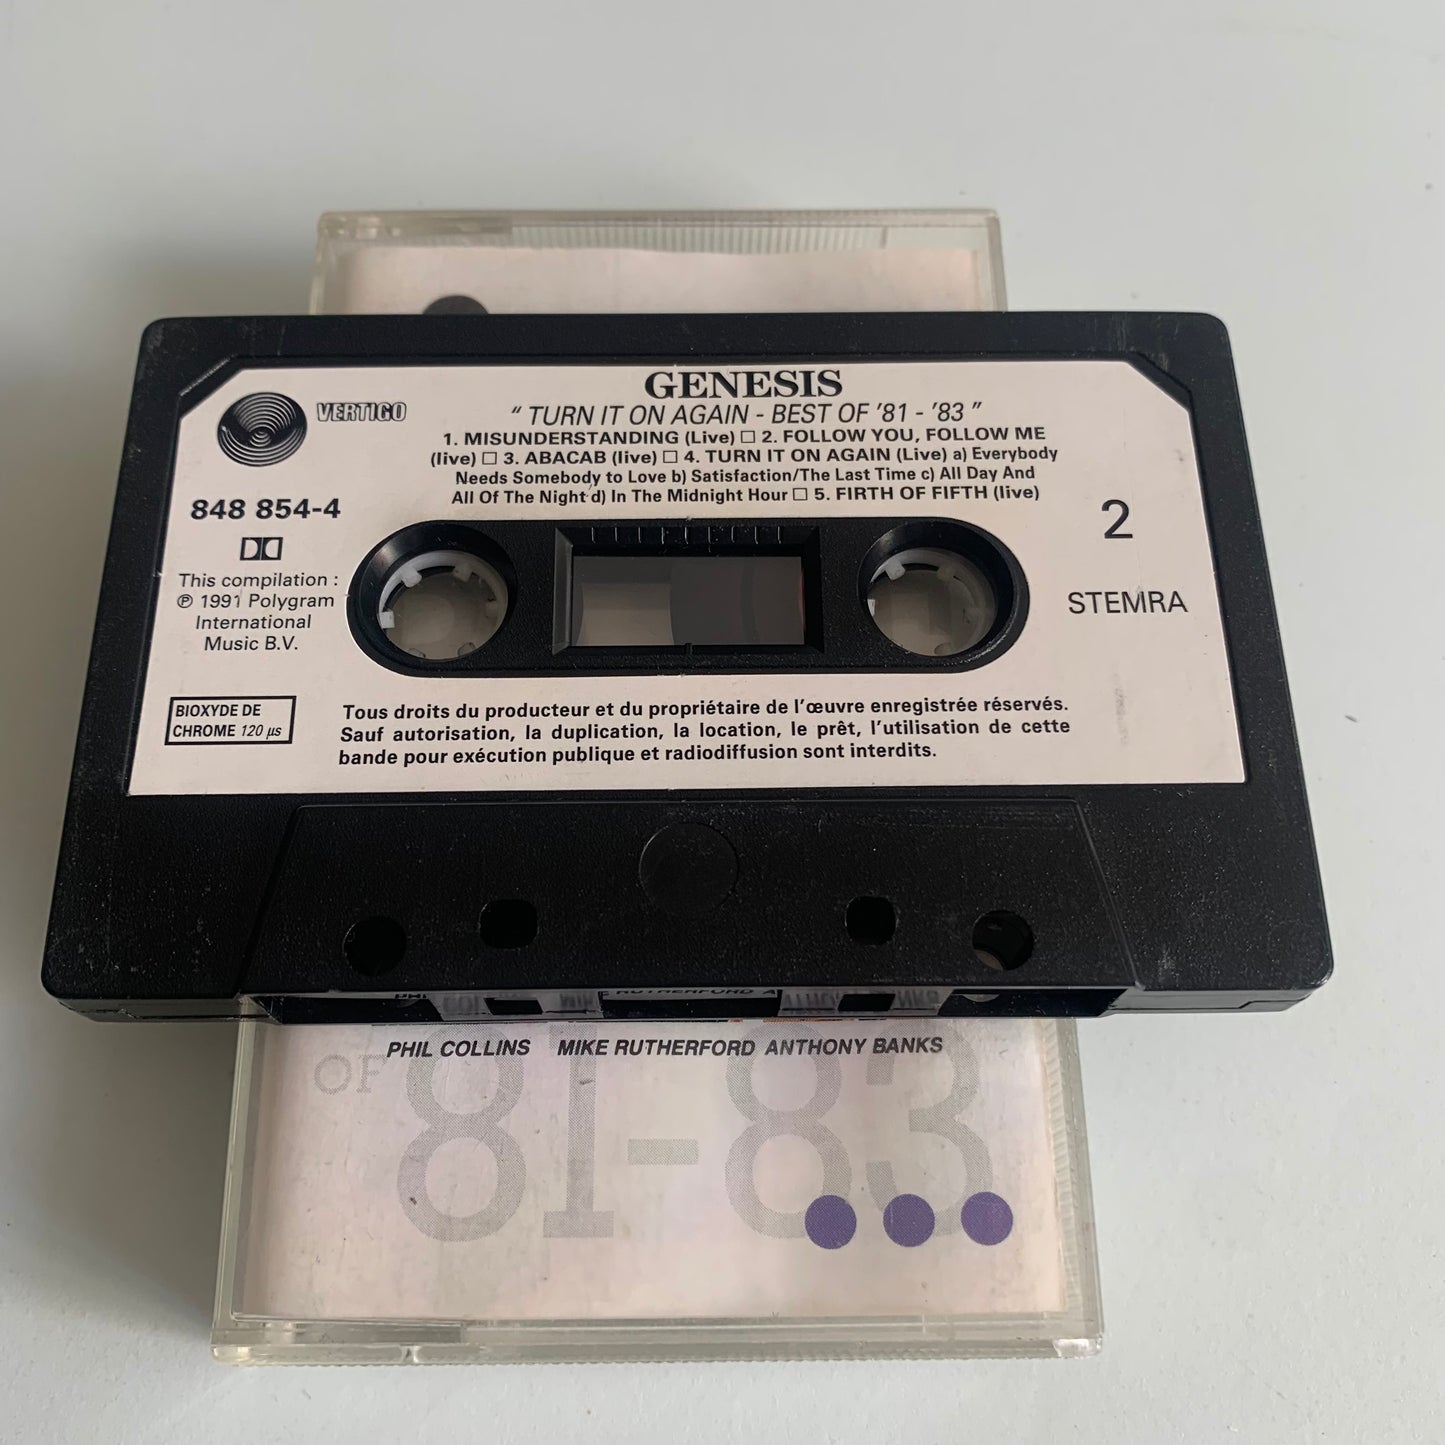 GENESIS
VERTIGO
" TURN IT ON AGAIN - BEST OF '81 - '83 "
1. MISUNDERSTANDING (Live) □ 2. FOLLOW YOU, FOLLOW ME
(live) □ 3. ABACAB (live) □ 4. TURN IT ON AGAIN (Live) a) Everybody
Needs Somebody to Love b) Satisfaction/The Last Time c) All Day And
All Of The Night d) In The Midnight Hour □ 5. FIRTH OF FIFTH (live)
848 854-4
2
This compilation :
℗ 1991 Polygram
International
Music B.V.
STEMRA
BIOXYDE DE
CHROME 120 µs
Tous droits du producteur et du propriétaire de l'œuvre enregistrée réservés.
Sauf autorisation, la duplication, la location, le prêt, l'utilisation de cette
bande pour exécution publique et radiodiffusion sont interdits.
PHIL COLLINS MIKE RUTHERFORD ANTHONY BANKS
OF 81-83